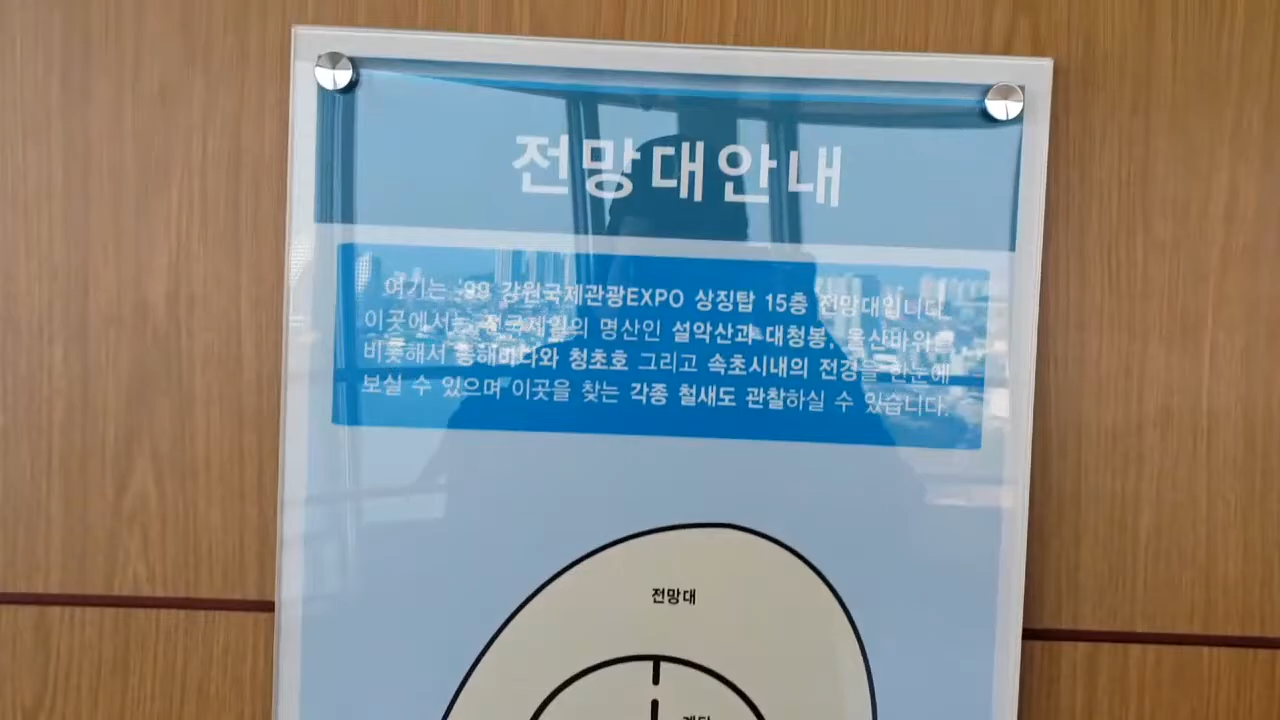 전망대안내
여기는 '99 강원국제관광EXPO 상징탑 15층 전망대입니다.
이곳에서는 전국제일의 명산인 설악산과 대청봉, 울산바위를
비롯해서 동해바다와 청초호 그리고 속초시내의 전경을 한눈에
보실 수 있으며 이곳을 찾는 각종 철새도 관찰하실 수 있습니다.
전망대